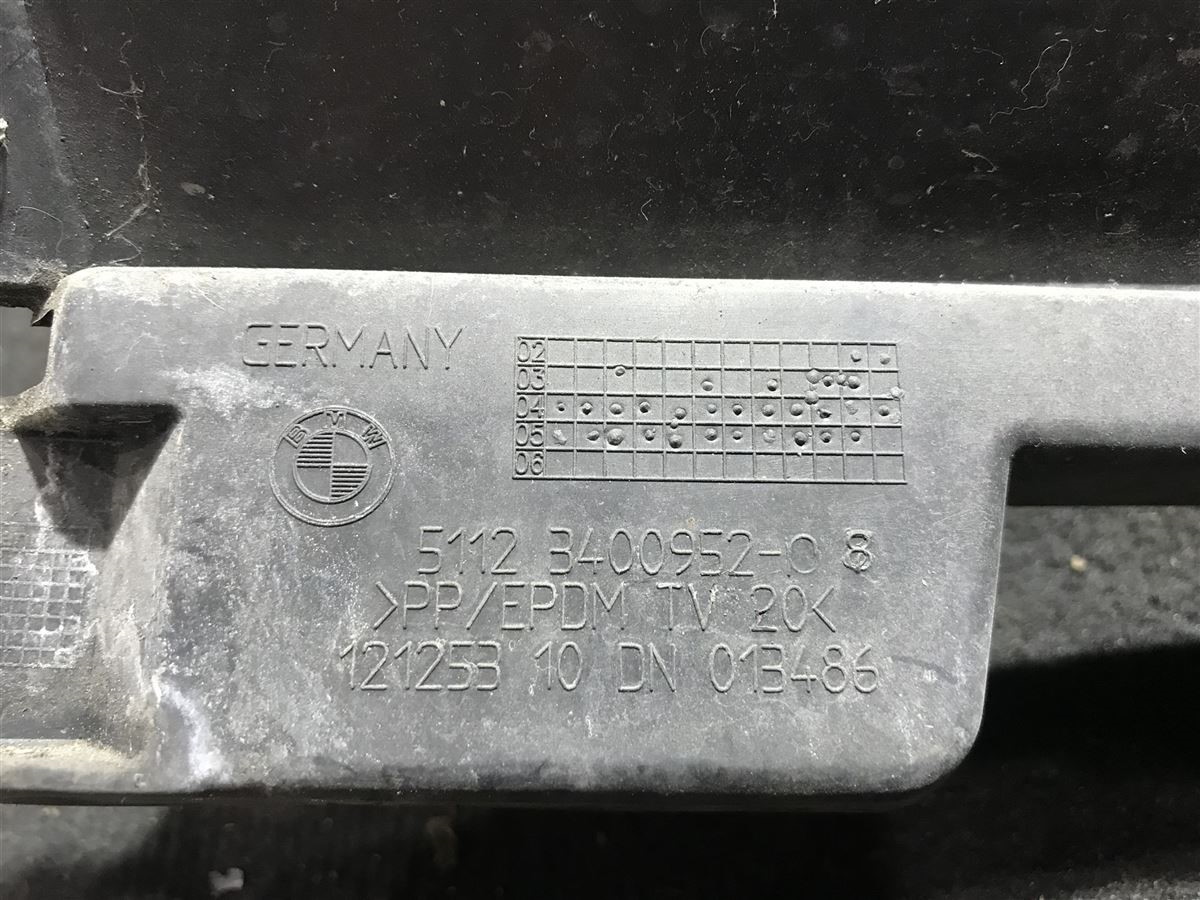 GERMANY
02
03
04
05
06
BMW
5112 3400952-0 8
>PP/EPDM TV 20<
121253 10 DN 013486